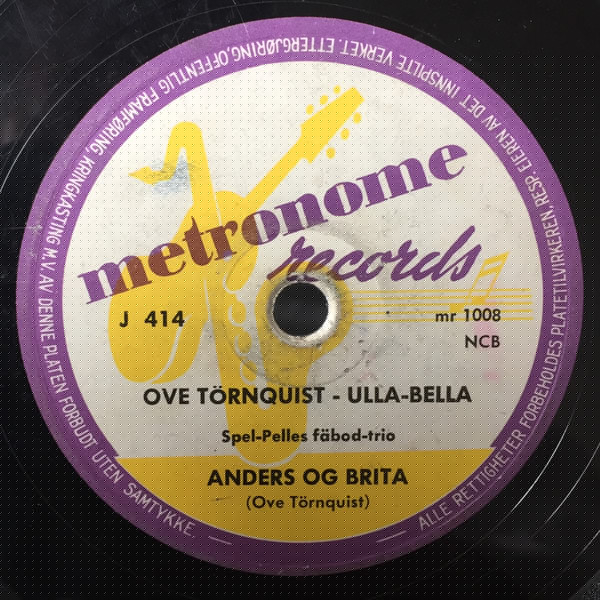 metronome
records
J 414
mr 1008
NCB
OVE TÖRNQUIST - ULLA-BELLA
Spel-Pelles fäbod-trio
ANDERS OG BRITA
(Ove Törnquist)
ALLE RETTIGHETER FORBEHOLDES PLATETILVIRKEREN, RESP. EIEREN AV DET INNSPILTE VERKET. ETTERGJØRING, OFFENTLIG FRAMFØRING, KRINGKASTING M.V. AV DENNE PLATEN FORBUDT UTEN SAMTYKKE.